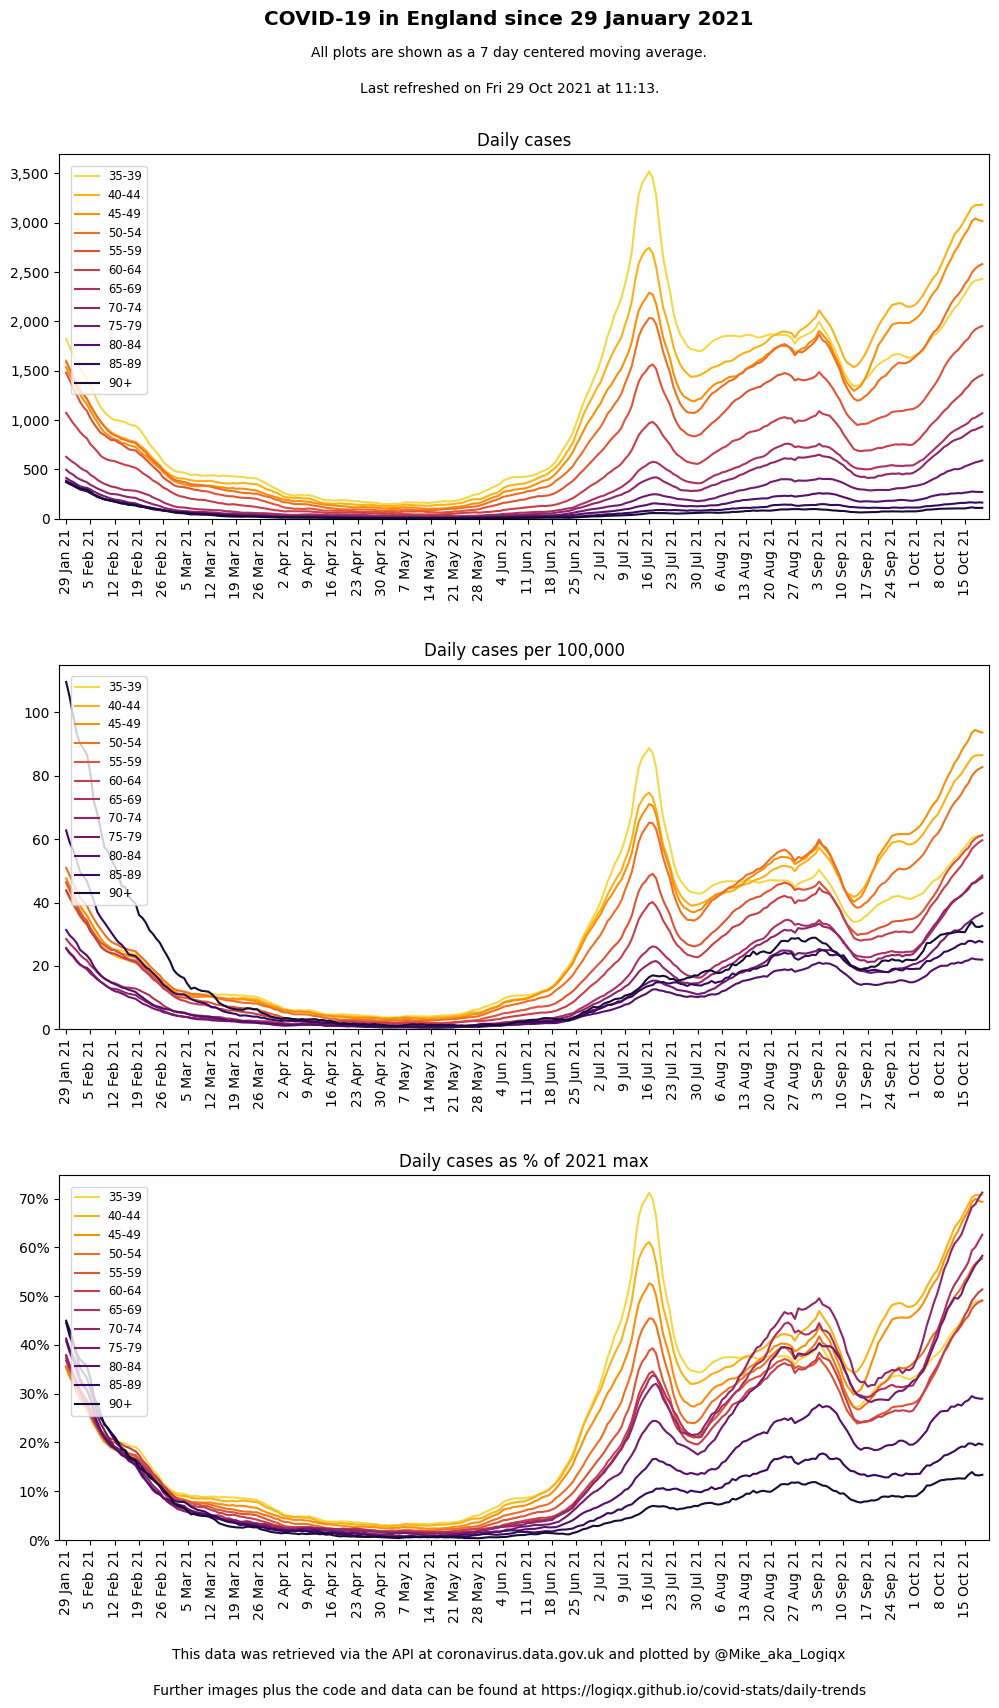 COVID-19 in England since 29 January 2021
All plots are shown as a 7 day centered moving average.
Last refreshed on Fri 29 Oct 2021 at 11:13.
Daily cases
3,500
3,000
2,500
2,000
1,500
1,000
500
0
35-39
40-44
45-49
50-54
55-59
60-64
65-69
70-74
75-79
80-84
85-89
90+
29 Jan 21
5 Feb 21
12 Feb 21
19 Feb 21
26 Feb 21
5 Mar 21
12 Mar 21
19 Mar 21
26 Mar 21
2 Apr 21
9 Apr 21
16 Apr 21
23 Apr 21
30 Apr 21
7 May 21
14 May 21
21 May 21
28 May 21
4 Jun 21
11 Jun 21
18 Jun 21
25 Jun 21
2 Jul 21
9 Jul 21
16 Jul 21
23 Jul 21
30 Jul 21
6 Aug 21
13 Aug 21
20 Aug 21
27 Aug 21
3 Sep 21
10 Sep 21
17 Sep 21
24 Sep 21
1 Oct 21
8 Oct 21
15 Oct 21
Daily cases per 100,000
100
80
60
40
20
0
35-39
40-44
45-49
50-54
55-59
60-64
65-69
70-74
75-79
80-84
85-89
90+
29 Jan 21
5 Feb 21
12 Feb 21
19 Feb 21
26 Feb 21
5 Mar 21
12 Mar 21
19 Mar 21
26 Mar 21
2 Apr 21
9 Apr 21
16 Apr 21
23 Apr 21
30 Apr 21
7 May 21
14 May 21
21 May 21
28 May 21
4 Jun 21
11 Jun 21
18 Jun 21
25 Jun 21
2 Jul 21
9 Jul 21
16 Jul 21
23 Jul 21
30 Jul 21
6 Aug 21
13 Aug 21
20 Aug 21
27 Aug 21
3 Sep 21
10 Sep 21
17 Sep 21
24 Sep 21
1 Oct 21
8 Oct 21
15 Oct 21
Daily cases as % of 2021 max
70%
60%
50%
40%
30%
20%
10%
0%
35-39
40-44
45-49
50-54
55-59
60-64
65-69
70-74
75-79
80-84
85-89
90+
29 Jan 21
5 Feb 21
12 Feb 21
19 Feb 21
26 Feb 21
5 Mar 21
12 Mar 21
19 Mar 21
26 Mar 21
2 Apr 21
9 Apr 21
16 Apr 21
23 Apr 21
30 Apr 21
7 May 21
14 May 21
21 May 21
28 May 21
4 Jun 21
11 Jun 21
18 Jun 21
25 Jun 21
2 Jul 21
9 Jul 21
16 Jul 21
23 Jul 21
30 Jul 21
6 Aug 21
13 Aug 21
20 Aug 21
27 Aug 21
3 Sep 21
10 Sep 21
17 Sep 21
24 Sep 21
1 Oct 21
8 Oct 21
15 Oct 21
This data was retrieved via the API at coronavirus.data.gov.uk and plotted by @Mike_aka_Logiqx
Further images plus the code and data can be found at https://logiqx.github.io/covid-stats/daily-trends